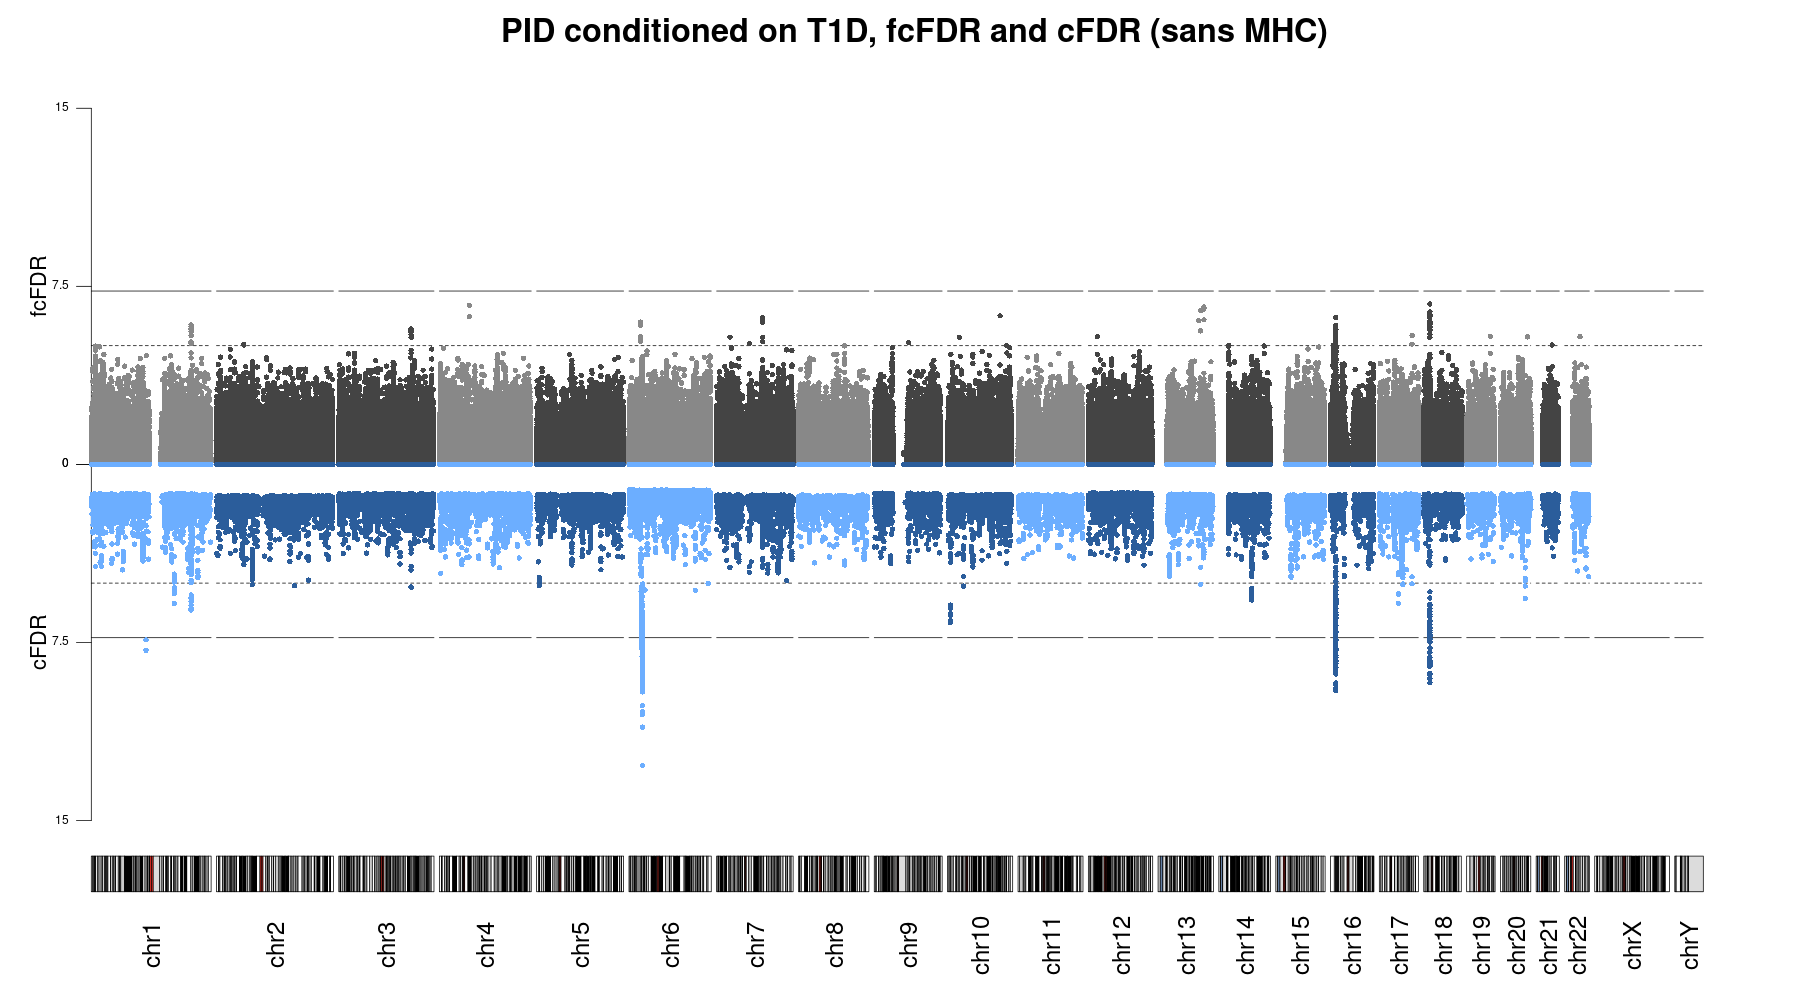 PID conditioned on T1D, fcFDR and cFDR (sans MHC)
15
fcFDR
7.5
0
cFDR
7.5
15
chr1
chr2
chr3
chr4
chr5
chr6
chr7
chr8
chr9
chr10
chr11
chr12
chr13
chr14
chr15
chr16
chr17
chr18
chr19
chr20
chr21
chr22
chrX
chrY